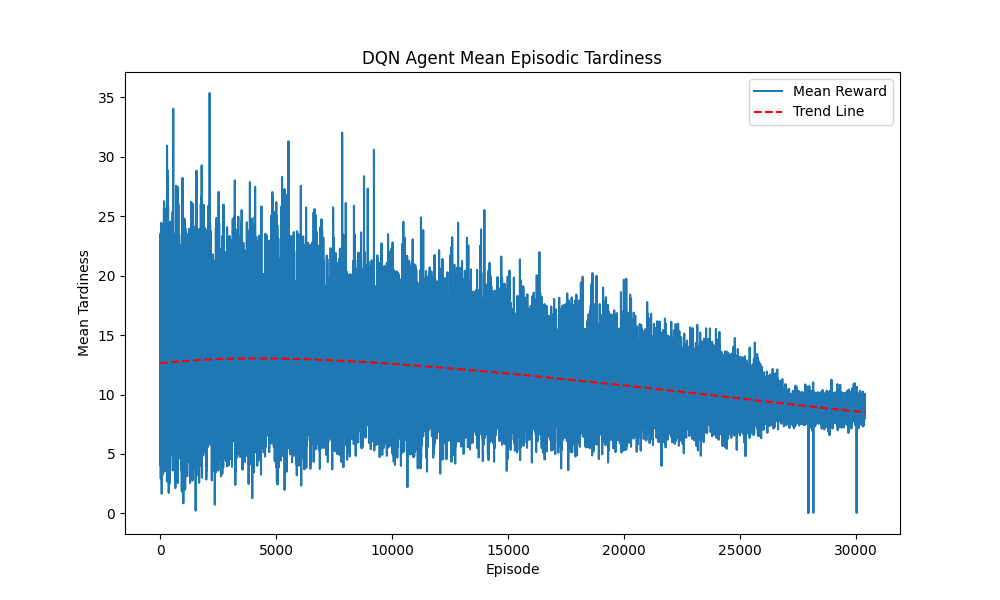 DQN Agent Mean Episodic Tardiness
Mean Reward
Trend Line
35
30
25
20
15
10
5
0
Mean Tardiness
0 5000 10000 15000 20000 25000 30000
Episode